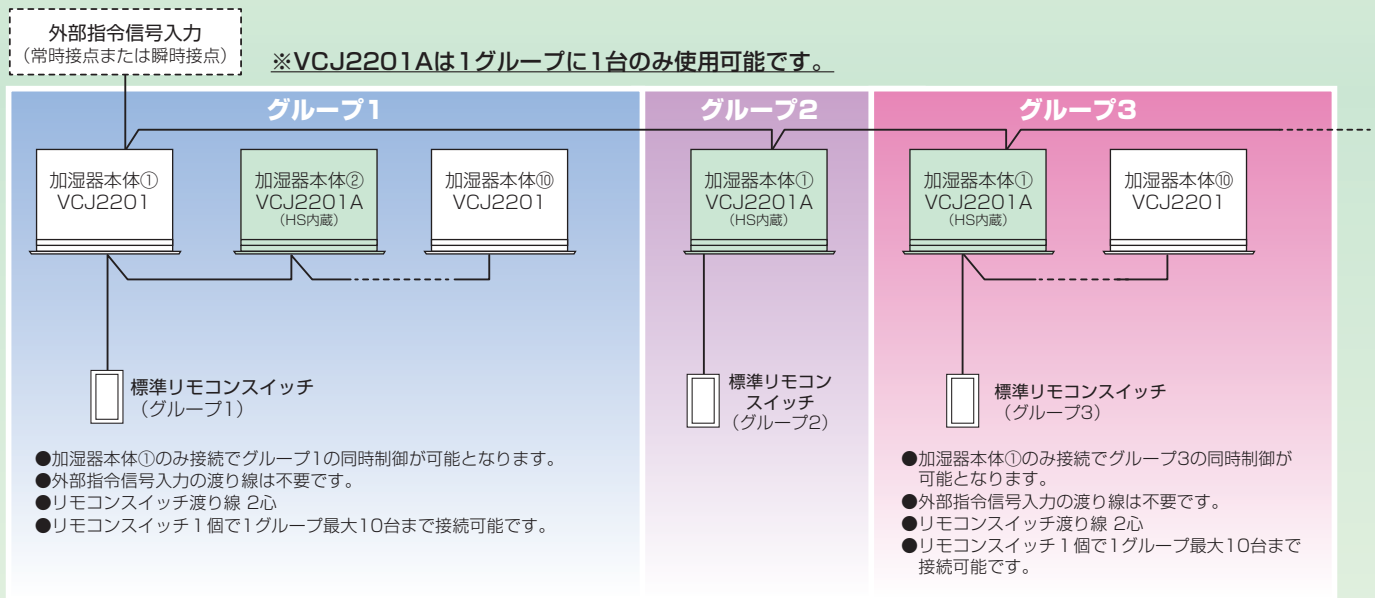 外部指令信号入力
（常時接点または瞬時接点）
※VCJ2201Aは1グループに1台のみ使用可能です。
グループ1
加湿器本体①
VCJ2201
加湿器本体②
VCJ2201A
（HS内蔵）
加湿器本体⑩
VCJ2201
標準リモコンスイッチ
（グループ1）
●加湿器本体①のみ接続でグループ1の同時制御が可能となります。
●外部指令信号入力の渡り線は不要です。
●リモコンスイッチ渡り線 2心
●リモコンスイッチ1個で1グループ最大10台まで接続可能です。
グループ2
加湿器本体①
VCJ2201A
（HS内蔵）
標準リモコン
スイッチ
（グループ2）
グループ3
加湿器本体①
VCJ2201A
（HS内蔵）
加湿器本体⑩
VCJ2201
標準リモコンスイッチ
（グループ3）
●加湿器本体①のみ接続でグループ3の同時制御が
可能となります。
●外部指令信号入力の渡り線は不要です。
●リモコンスイッチ渡り線 2心
●リモコンスイッチ1個で1グループ最大10台まで
接続可能です。